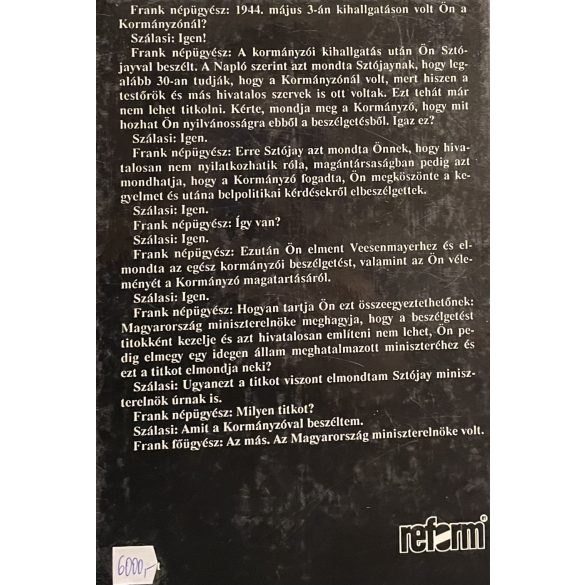 Frank népügyész: 1944. május 3-án kihallgatáson volt Ön a
Kormányzónál?
Szálasi: Igen!
Frank népügyész: A kormányzói kihallgatás után Ön Sztó-
jayval beszélt. A Napló szerint azt mondta Sztójaynak, hogy leg-
alább 30-an tudják, hogy a Kormányzónál volt, mert hiszen a
testőrök és más hivatalos szervek is ott voltak. Ezt tehát már
nem lehet titkolni. Kérte, mondja meg a Kormányzó, hogy mit
hozhat Ön nyilvánosságra ebből a beszélgetésből. Igaz ez?
Szálasi: Igen.
Frank népügyész: Erre Sztójay azt mondta Önnek, hogy hiva-
talosan nem nyilatkozhatik róla, magántársaságban pedig azt
mondhatja, hogy a Kormányzó fogadta, Ön megköszönte a ke-
gyelmet és utána belpolitikai kérdésekről elbeszélgettek.
Szálasi: Igen.
Frank népügyész: Így van?
Szálasi: Igen.
Frank népügyész: Ezután Ön elment Veesenmayerhez és el-
mondta az egész kormányzói beszélgetést, valamint az Ön véle-
ményét a Kormányzó magatartásáról.
Szálasi: Igen.
Frank népügyész: Hogyan tartja Ön ezt összeegyeztethetőnek:
Magyarország miniszterelnöke meghagyja, hogy a beszélgetést
titokként kezelje és azt hivatalosan említeni nem lehet, Ön pe-
dig elmegy egy idegen állam meghatalmazott miniszteréhez és
ezt a titkot elmondja neki?
Szálasi: Ugyanezt a titkot viszont elmondtam Sztójay minisz-
terelnök úrnak is.
Frank népügyész: Milyen titkot?
Szálasi: Amit a Kormányzóval beszéltem.
Frank főügyész: Az más. Az Magyarország miniszterelnöke volt.
reform
6000,-